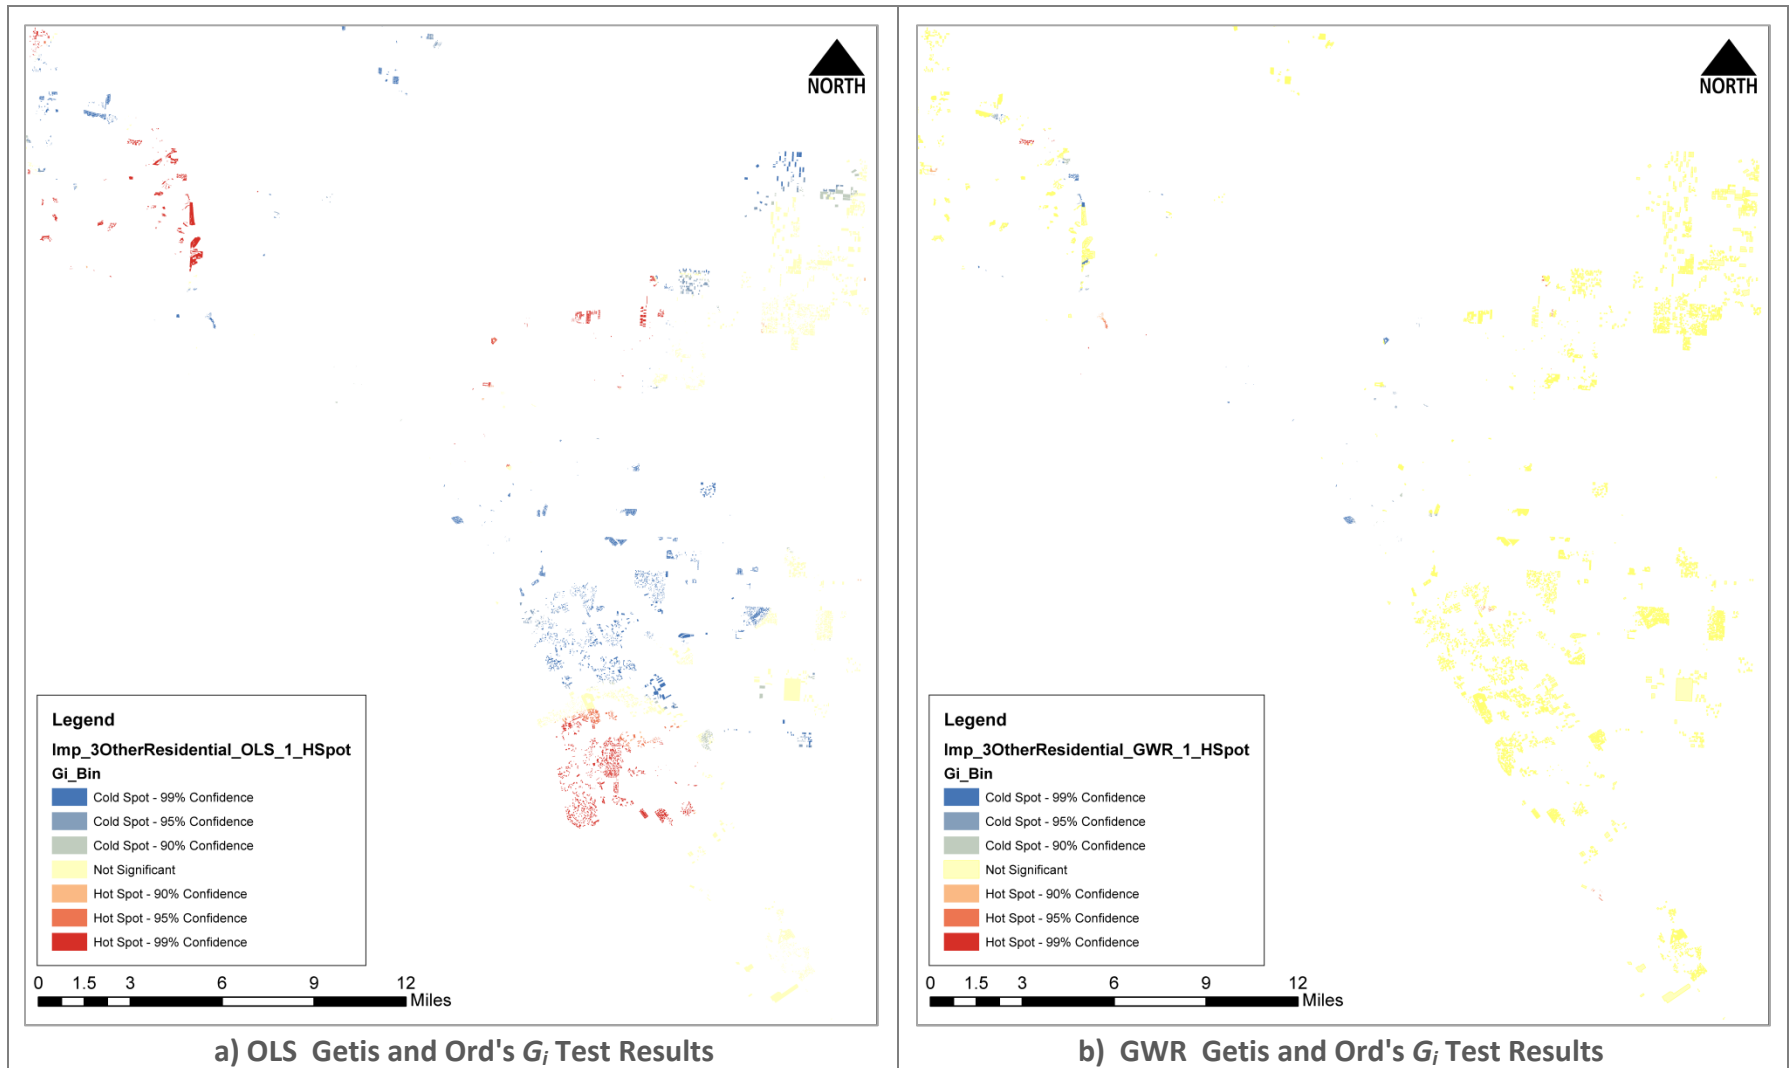 NORTH
Legend
Imp_3OtherResidential_OLS_1_HSpot
Gi_Bin
Cold Spot - 99% Confidence
Cold Spot - 95% Confidence
Cold Spot - 90% Confidence
Not Significant
Hot Spot - 90% Confidence
Hot Spot - 95% Confidence
Hot Spot - 99% Confidence
0 1.5 3 6 9 12
Miles
a) OLS Getis and Ord's Gi Test Results
NORTH
Legend
Imp_3OtherResidential_GWR_1_HSpot
Gi_Bin
Cold Spot - 99% Confidence
Cold Spot - 95% Confidence
Cold Spot - 90% Confidence
Not Significant
Hot Spot - 90% Confidence
Hot Spot - 95% Confidence
Hot Spot - 99% Confidence
0 1.5 3 6 9 12
Miles
b) GWR Getis and Ord's Gi Test Results